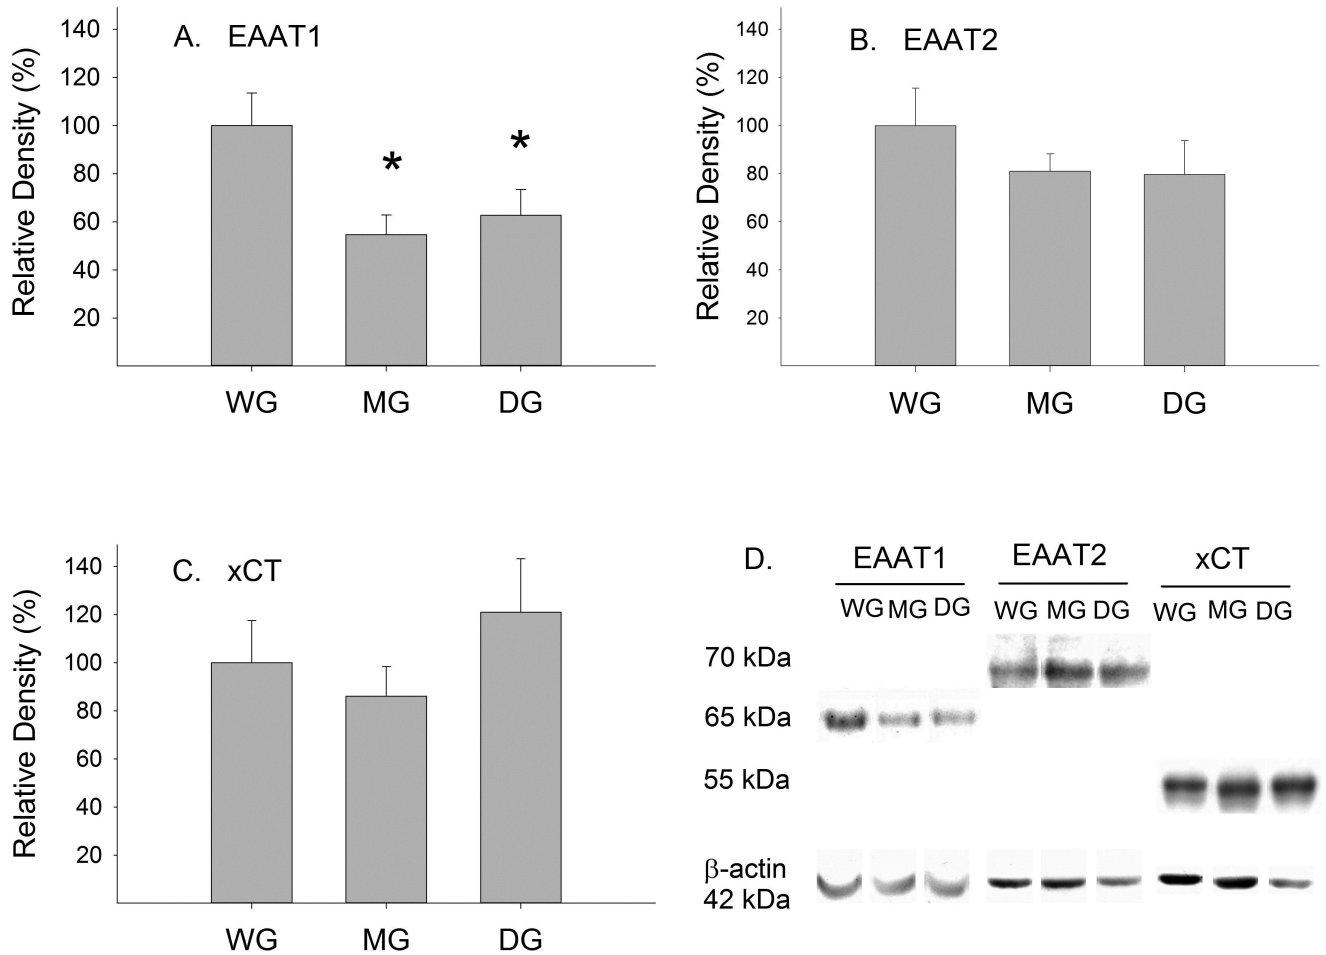 A. EAAT1
Relative Density (%)
140
120
100
80
60
40
20
*
*
WG MG DG
B. EAAT2
Relative Density (%)
140
120
100
80
60
40
20
WG MG DG
C. xCT
Relative Density (%)
140
120
100
80
60
40
20
WG MG DG
D.
EAAT1 EAAT2 xCT
WG MG DG WG MG DG WG MG DG
70 kDa
65 kDa
55 kDa
β-actin
42 kDa